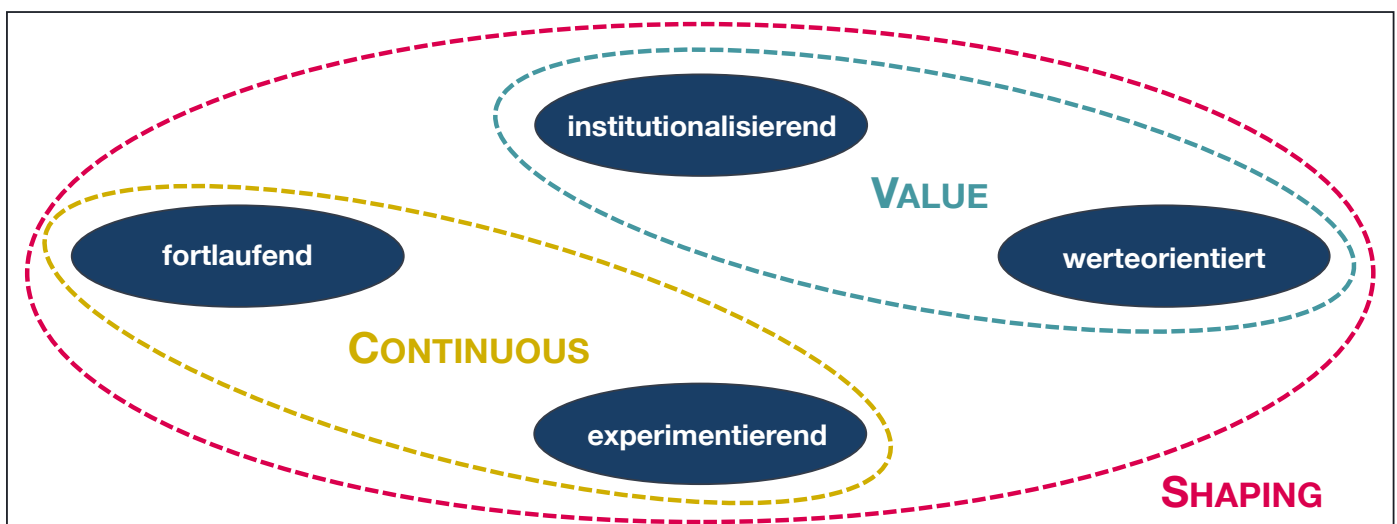 institutionalisierend
VALUE
fortlaufend
werteorientiert
CONTINUOUS
experimentierend
SHAPING